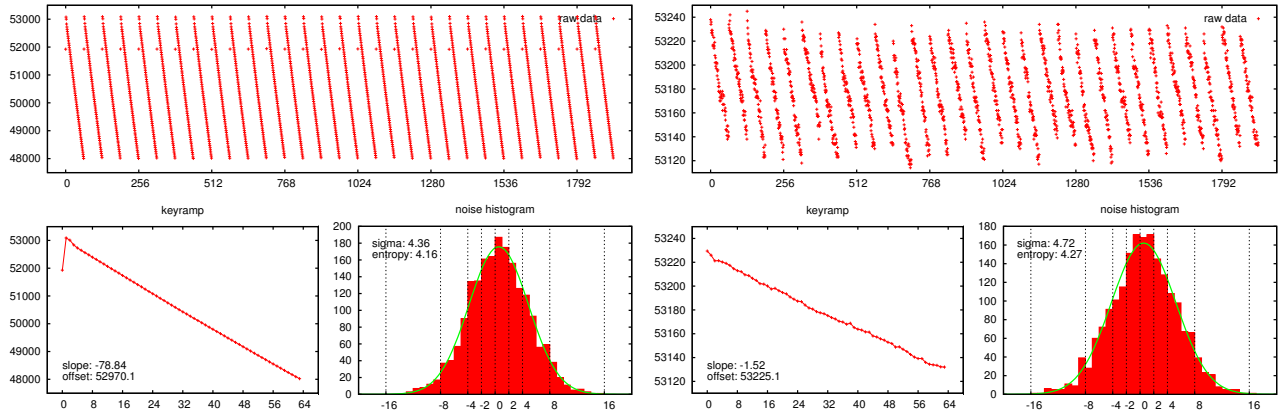 53000
52000
51000
50000
49000
48000
raw data
0 256 512 768 1024 1280 1536 1792
53240
53220
53200
53180
53160
53140
53120
raw data
0 256 512 768 1024 1280 1536 1792
keyramp
53000
52000
51000
50000
49000
48000
slope: -78.84
offset: 52970.1
0 8 16 24 32 40 48 56 64
noise histogram
200
180
160
140
120
100
80
60
40
20
0
sigma: 4.36
entropy: 4.16
-16 -8 -4 -2 0 2 4 8 16
keyramp
53240
53220
53200
53180
53160
53140
53120
slope: -1.52
offset: 53225.1
0 8 16 24 32 40 48 56 64
noise histogram
180
160
140
120
100
80
60
40
20
0
sigma: 4.72
entropy: 4.27
-16 -8 -4 -2 0 2 4 8 16